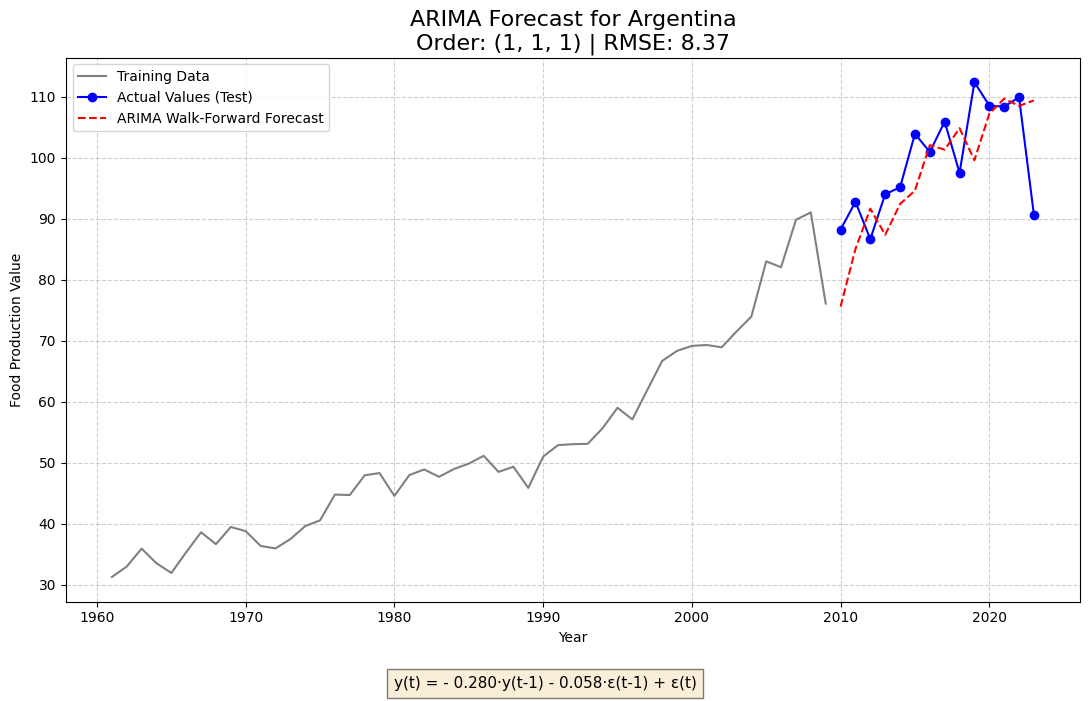 ARIMA Forecast for Argentina
Order: (1, 1, 1) | RMSE: 8.37
Training Data
Actual Values (Test)
ARIMA Walk-Forward Forecast
Food Production Value
110
100
90
80
70
60
50
40
30
1960
1970
1980
1990
2000
2010
2020
Year
y(t) = - 0.280·y(t-1) - 0.058·ε(t-1) + ε(t)